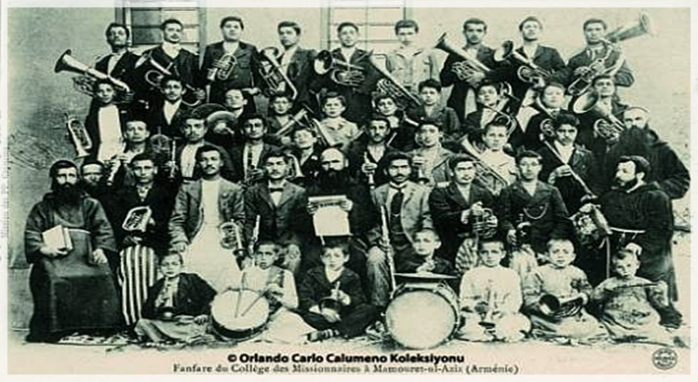 © Orlando Carlo Calumeno Koleksiyonu
Fanfare du Collège des Missionnaires à Mamouret-ul-Aziz (Arménie)